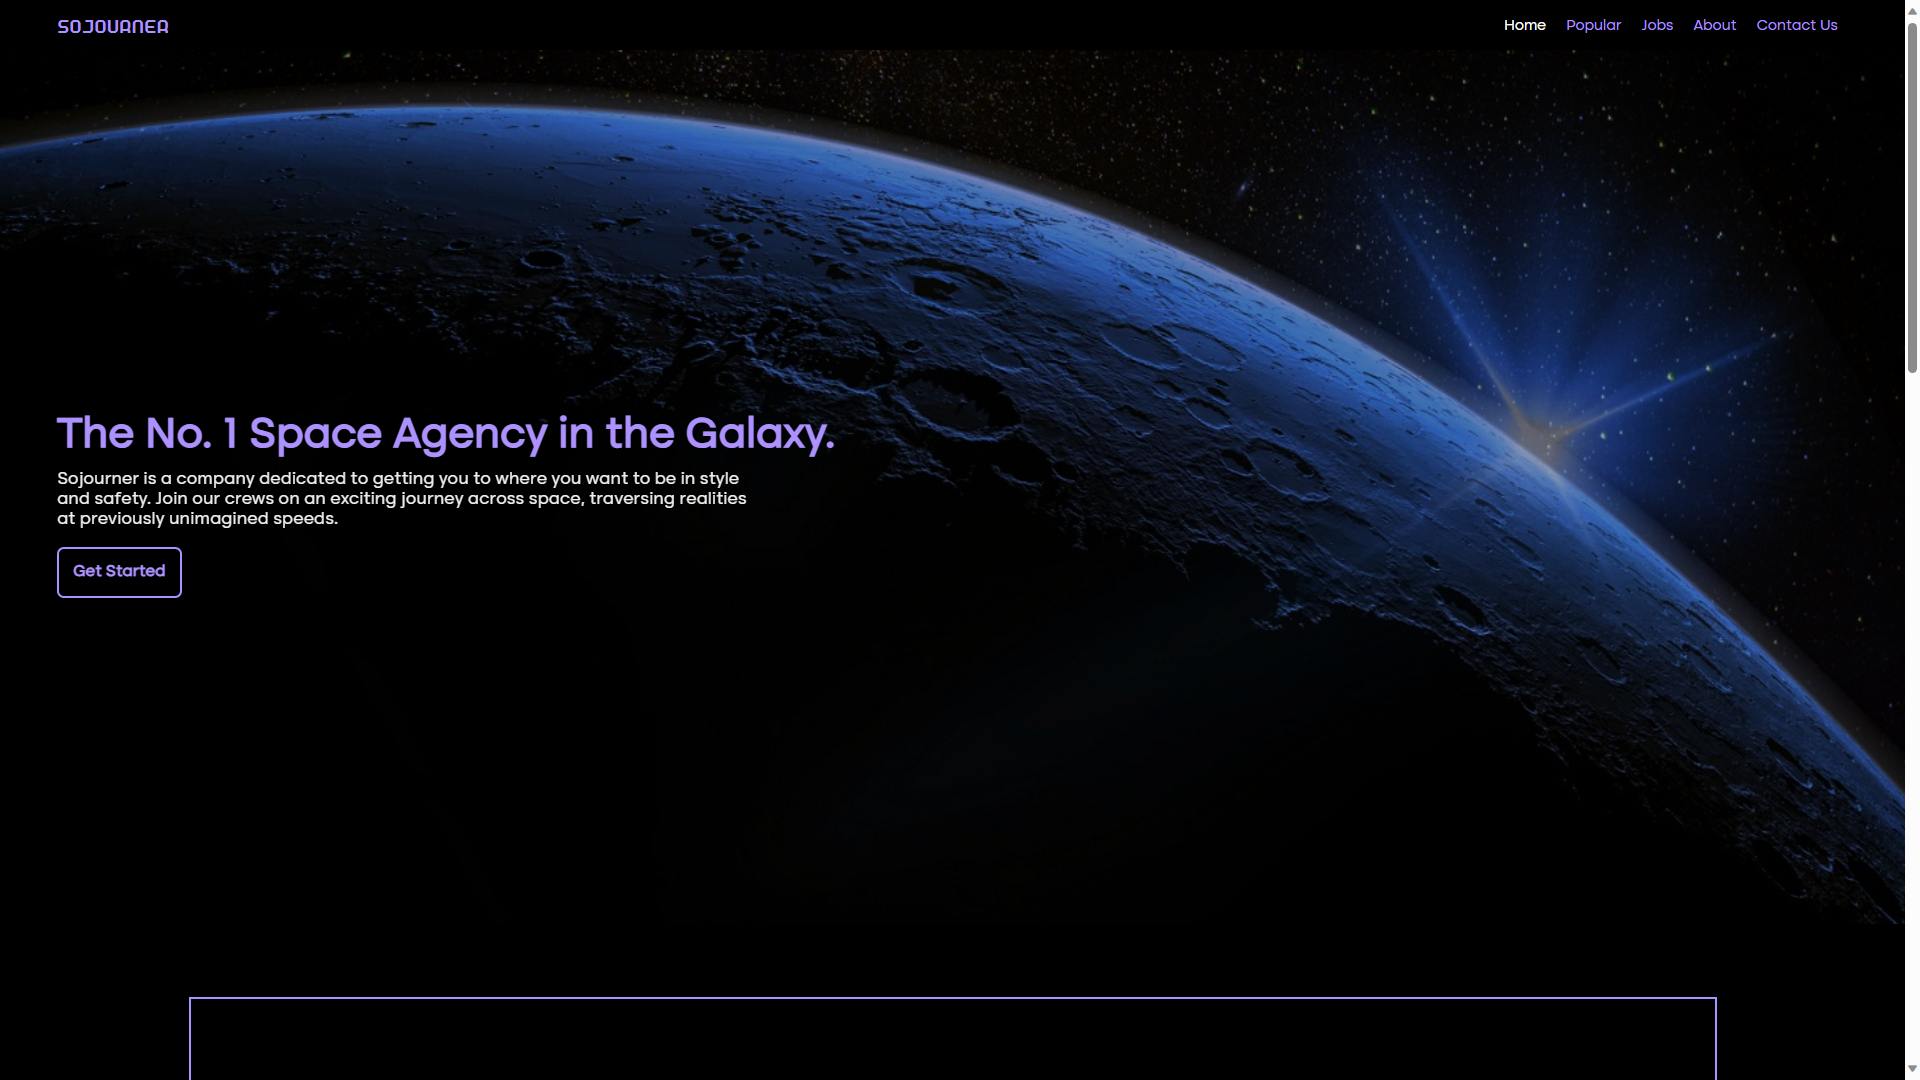 SOJOURNER
Home Popular Jobs About Contact Us
The No. 1 Space Agency in the Galaxy.
Sojourner is a company dedicated to getting you to where you want to be in style
and safety. Join our crews on an exciting journey across space, traversing realities
at previously unimagined speeds.
Get Started